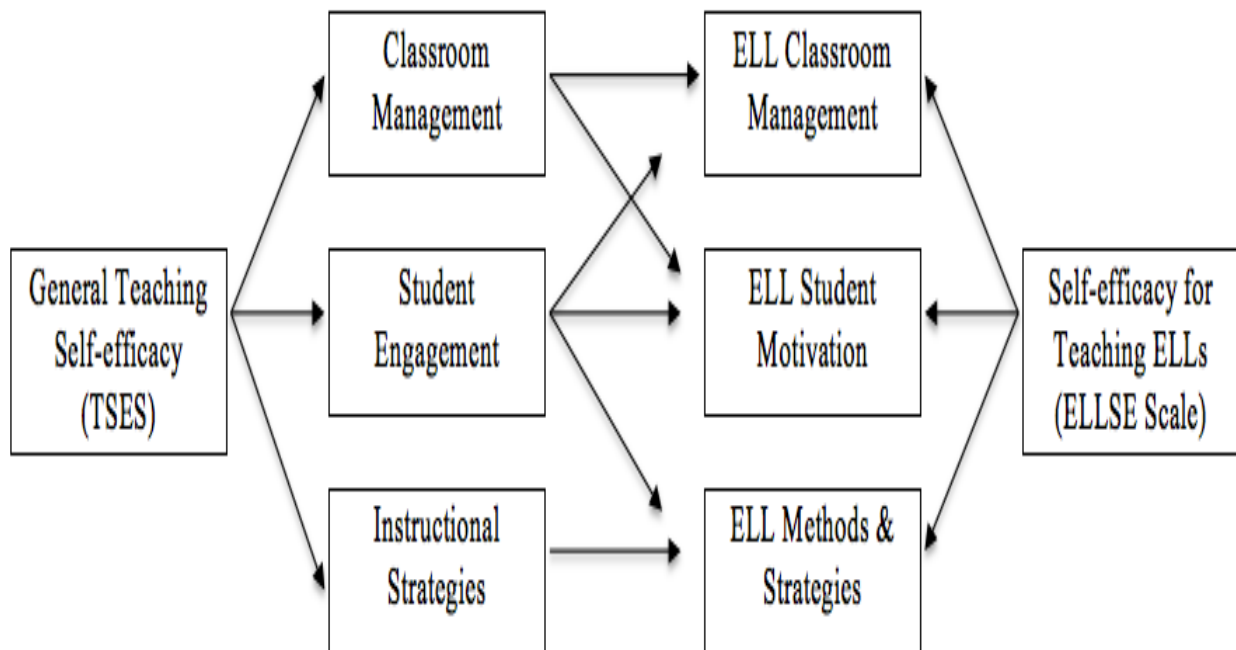 Classroom
Management
ELL Classroom
Management
General Teaching
Self-efficacy
(TSES)
Student
Engagement
ELL Student
Motivation
Self-efficacy for
Teaching ELLs
(ELLSE Scale)
Instructional
Strategies
ELL Methods &
Strategies